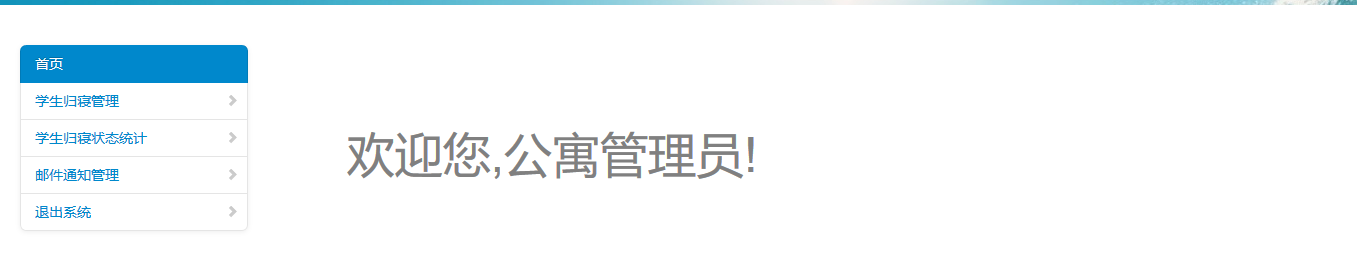 首页
学生归寝管理
学生归寝状态统计
邮件通知管理
退出系统
欢迎您,公寓管理员!